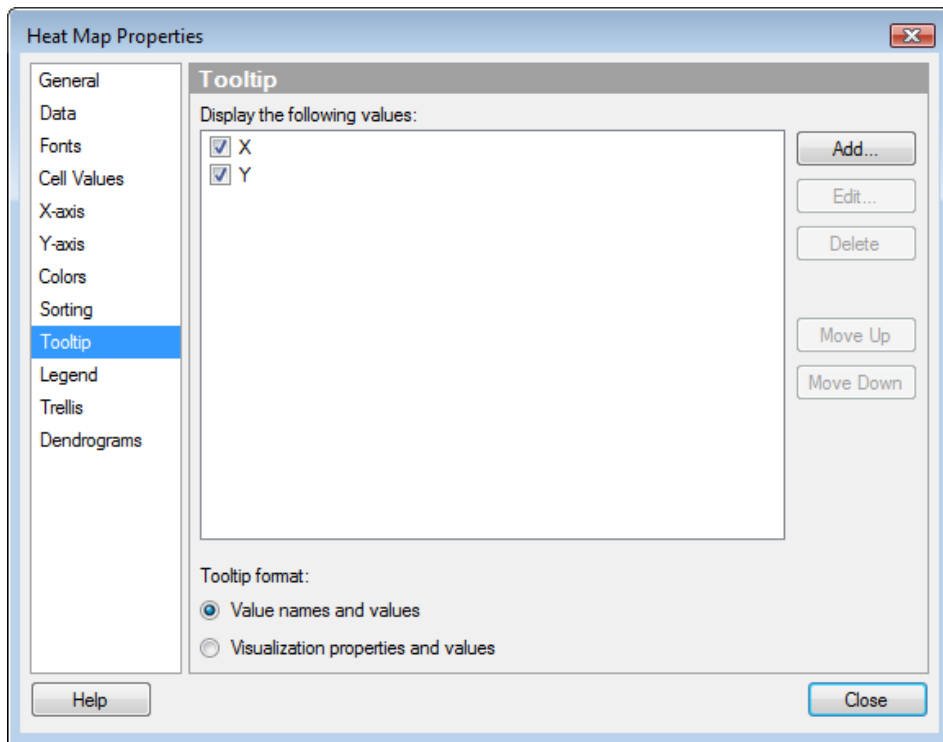 Heat Map Properties
General
Data
Fonts
Cell Values
X-axis
Y-axis
Colors
Sorting
Tooltip
Legend
Trellis
Dendrograms
Tooltip
Display the following values:
X
Y
Add...
Edit...
Delete
Move Up
Move Down
Tooltip format:
Value names and values
Visualization properties and values
Help
Close